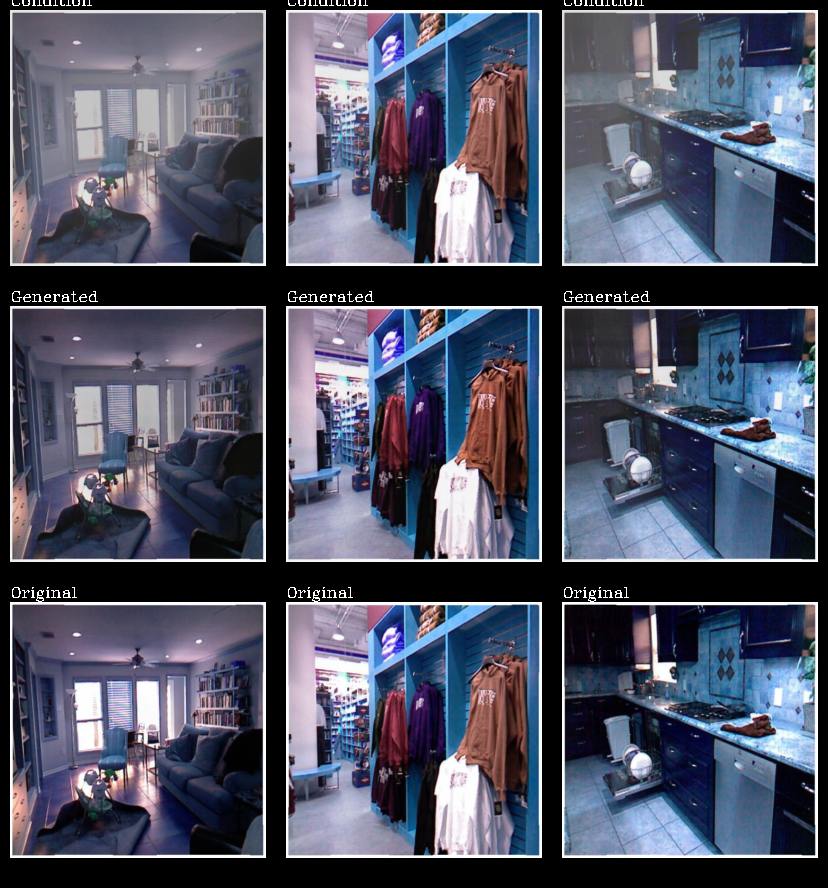 Condition Condition Condition
Generated Generated Generated
Original Original Original